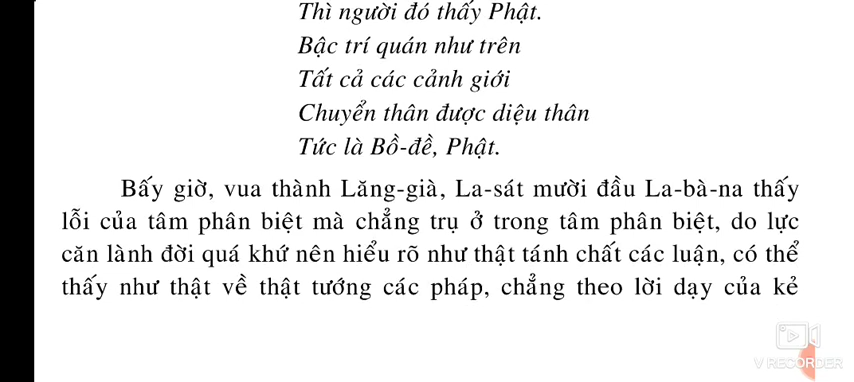 Thì người đó thấy Phật.
Bậc trí quán như trên
Tất cả các cảnh giới
Chuyển thân được diệu thân
Tức là Bồ-đề, Phật.
Bấy giờ, vua thành Lăng-già, La-sát mười đầu La-bà-na thấy
lỗi của tâm phân biệt mà chẳng trụ ở trong tâm phân biệt, do lực
căn lành đời quá khứ nên hiểu rõ như thật tánh chất các luận, có thể
thấy như thật về thật tướng các pháp, chẳng theo lời dạy của kẻ
V RECORDER